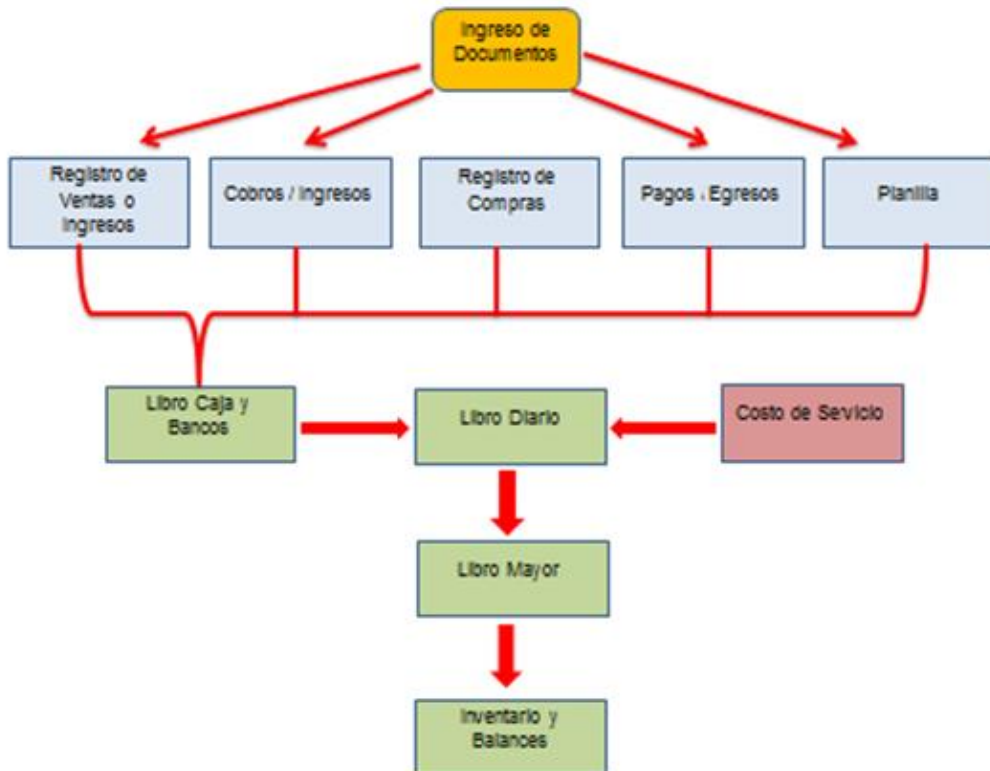 Ingreso de
Documentos
Registro de
Ventas o
Ingresos
Cobros / Ingresos
Registro de
Compras
Pagos . Egresos
Planilla
Libro Caja y
Bancos
Libro Diario
Costo de Servicio
Libro Mayor
Inventario y
Balances